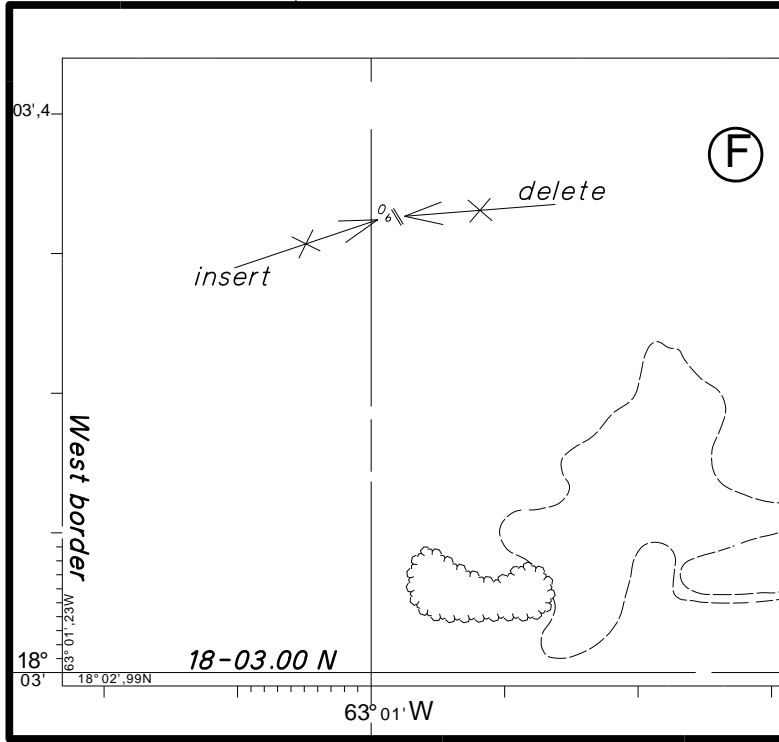 03',4
F
delete
insert
West border
63° 01',23W
18-03.00 N
18°
03'
18°02',99N
63°01'W